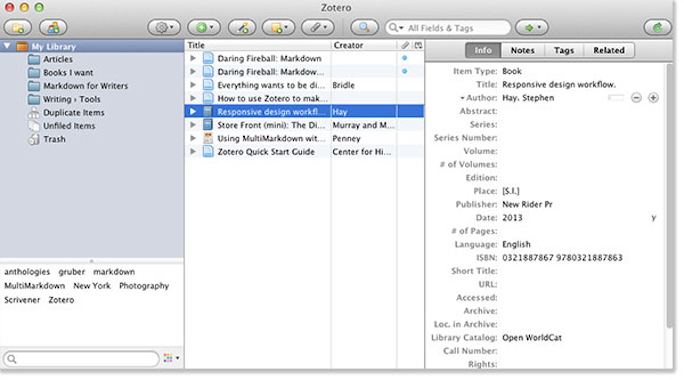 Zotero
All Fields & Tags
My Library
Articles
Books I want
Markdown for Writers
Writing › Tools
Duplicate Items
Unfiled Items
Trash
anthologies gruber markdown
MultiMarkdown New York Photography
Scrivener Zotero
Title Creator
Daring Fireball: Markdown
Daring Fireball: Markdow...
Everything wants to be di... Bridle
How to use Zotero to mak...
Responsive design workfl... Hay
Store Front (mini): The Di... Murray and M...
Using MultiMarkdown wit... Penney
Zotero Quick Start Guide Center for Hi...
Info Notes Tags Related
Item Type: Book
Title: Responsive design workflow.
Author: Hay. Stephen
Abstract:
Series:
Series Number:
Volume:
# of Volumes:
Edition:
Place: [S.l.]
Publisher: New Rider Pr
Date: 2013 y
# of Pages:
Language: English
ISBN: 0321887867 9780321887863
Short Title:
URL:
Accessed:
Archive:
Loc. in Archive:
Library Catalog: Open WorldCat
Call Number:
Rights: